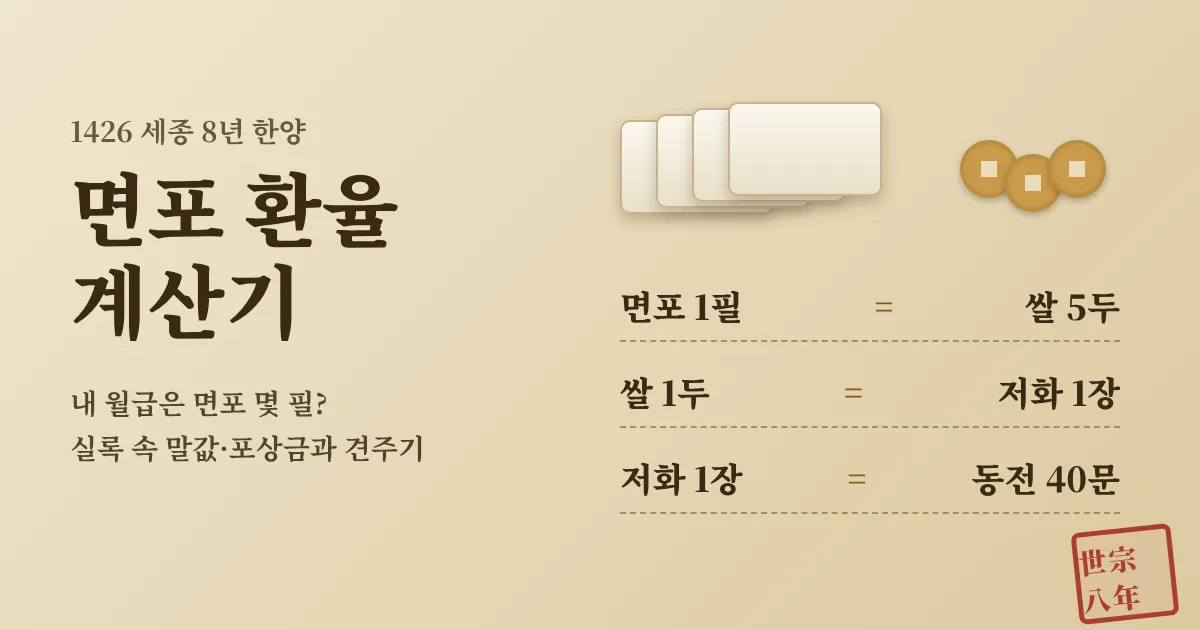 1426 세종 8년 한양
면포 환율
계산기
내 월급은 면포 몇 필?
실록 속 말값·포상금과 견주기
면포 1필 = 쌀 5두
쌀 1두 = 저화 1장
저화 1장 = 동전 40문
世宗
八年